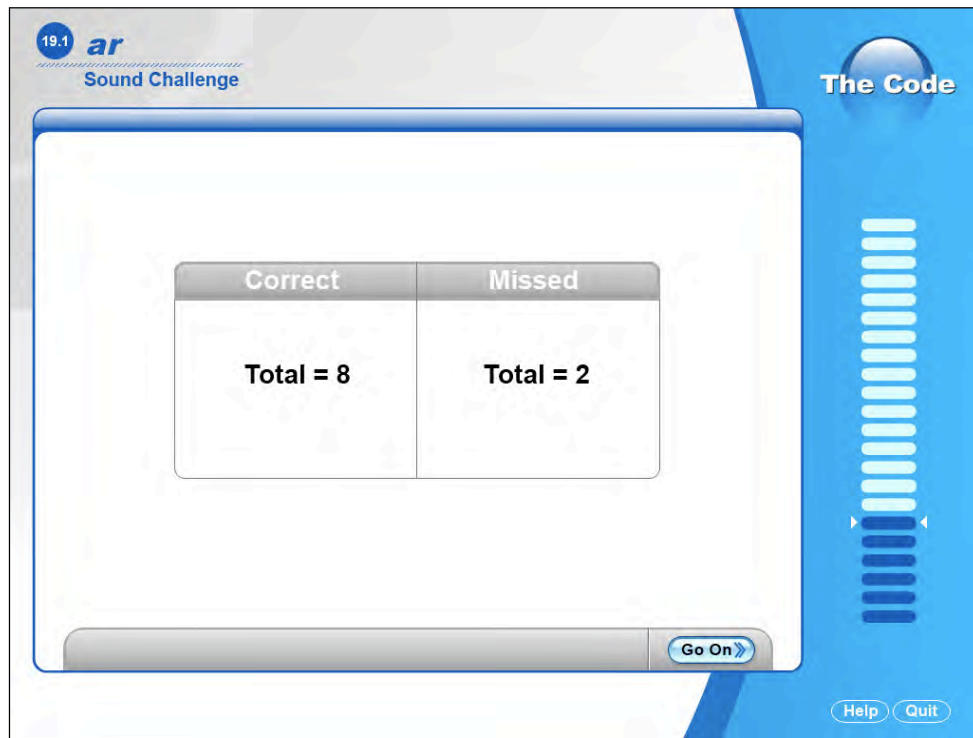 19.1 ar
Sound Challenge
The Code
Correct Missed
Total = 8 Total = 2
Go On
Help Quit